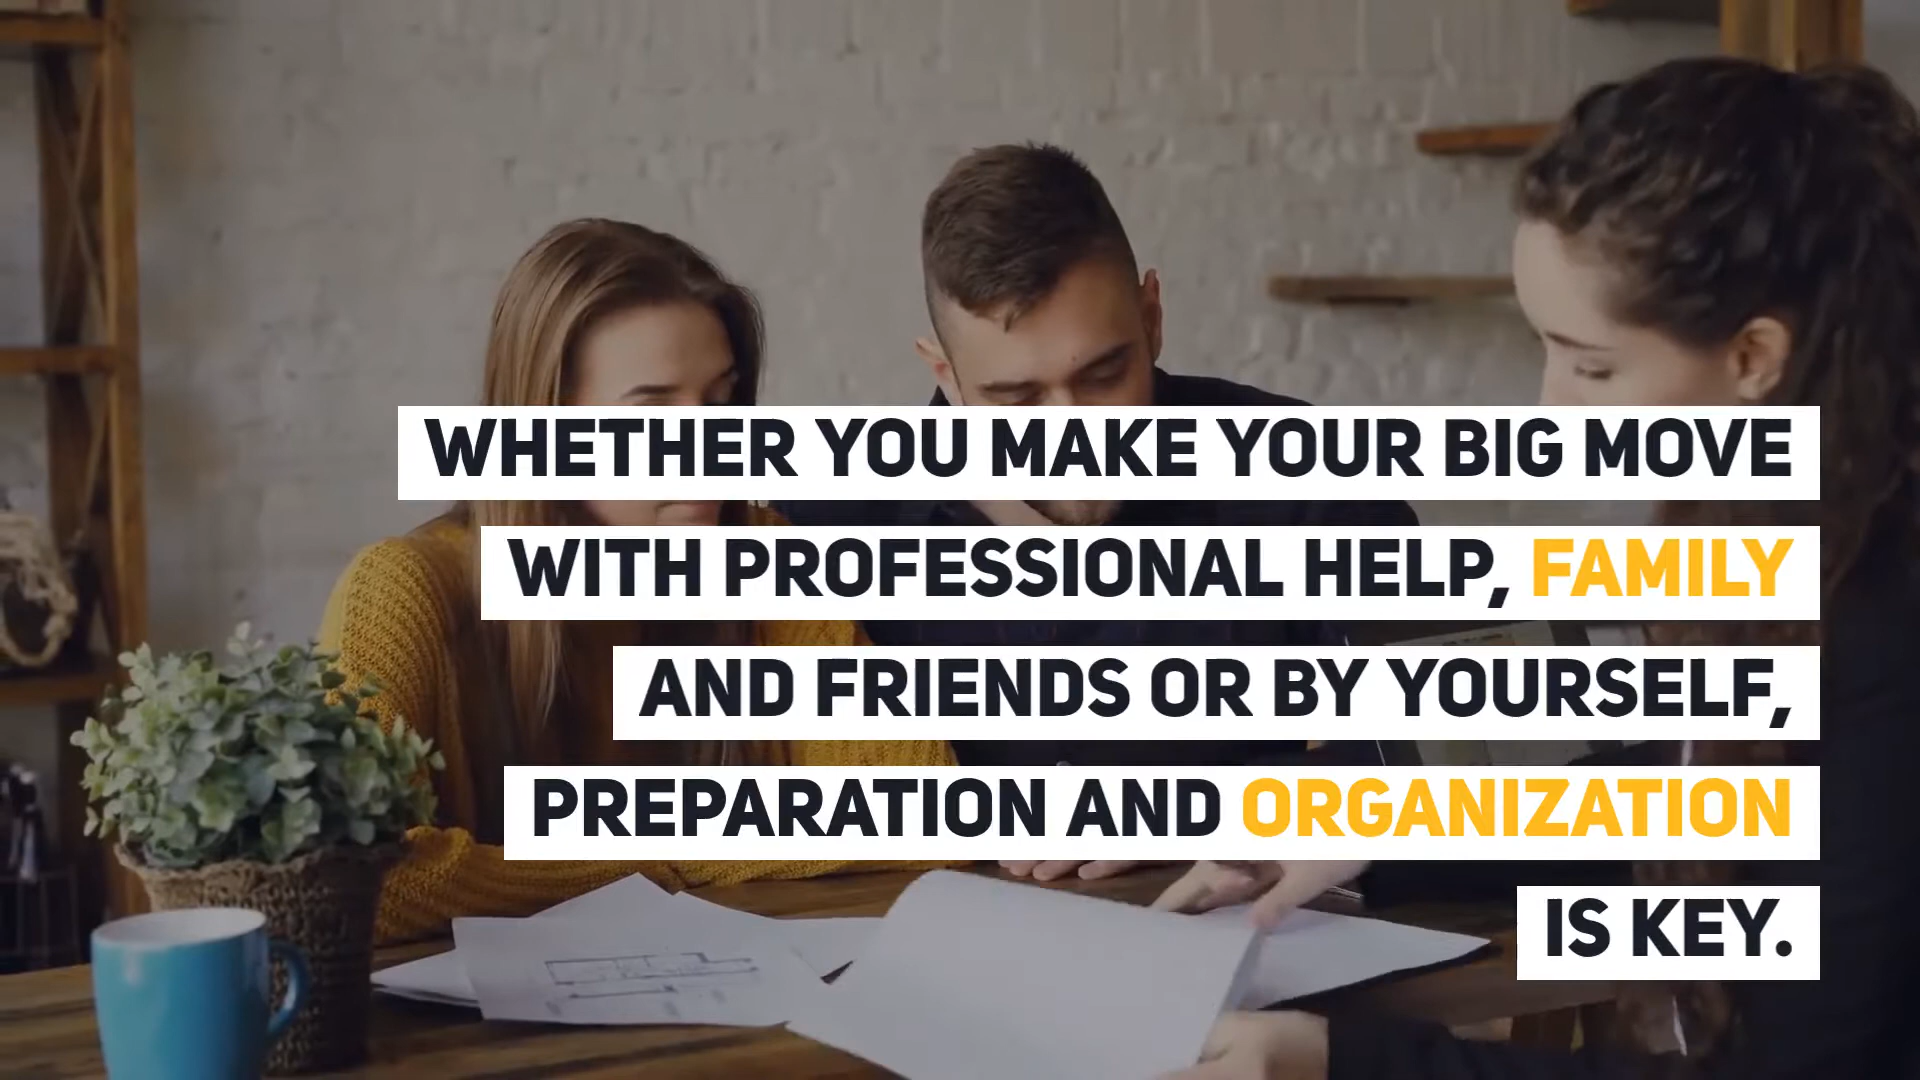 WHETHER YOU MAKE YOUR BIG MOVE
WITH PROFESSIONAL HELP, FAMILY
AND FRIENDS OR BY YOURSELF,
PREPARATION AND ORGANIZATION
IS KEY.